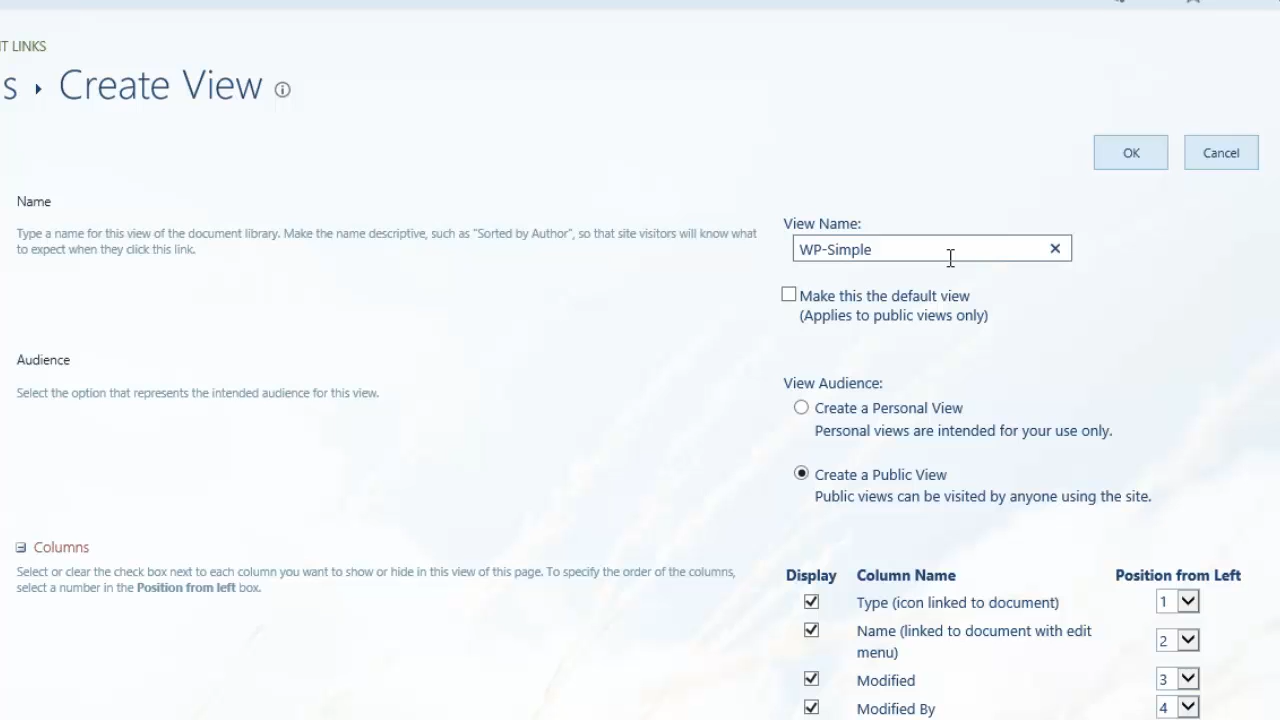 T LINKS
s ▸ Create View
OK
Cancel
Name
Type a name for this view of the document library. Make the name descriptive, such as "Sorted by Author", so that site visitors will know what
to expect when they click this link.
View Name:
WP-Simple
Make this the default view
(Applies to public views only)
Audience
Select the option that represents the intended audience for this view.
View Audience:
Create a Personal View
Personal views are intended for your use only.
Create a Public View
Public views can be visited by anyone using the site.
Columns
Select or clear the check box next to each column you want to show or hide in this view of this page. To specify the order of the columns,
select a number in the Position from left box.
Display Column Name Position from Left
Type (icon linked to document) 1
Name (linked to document with edit
menu) 2
Modified 3
Modified By 4